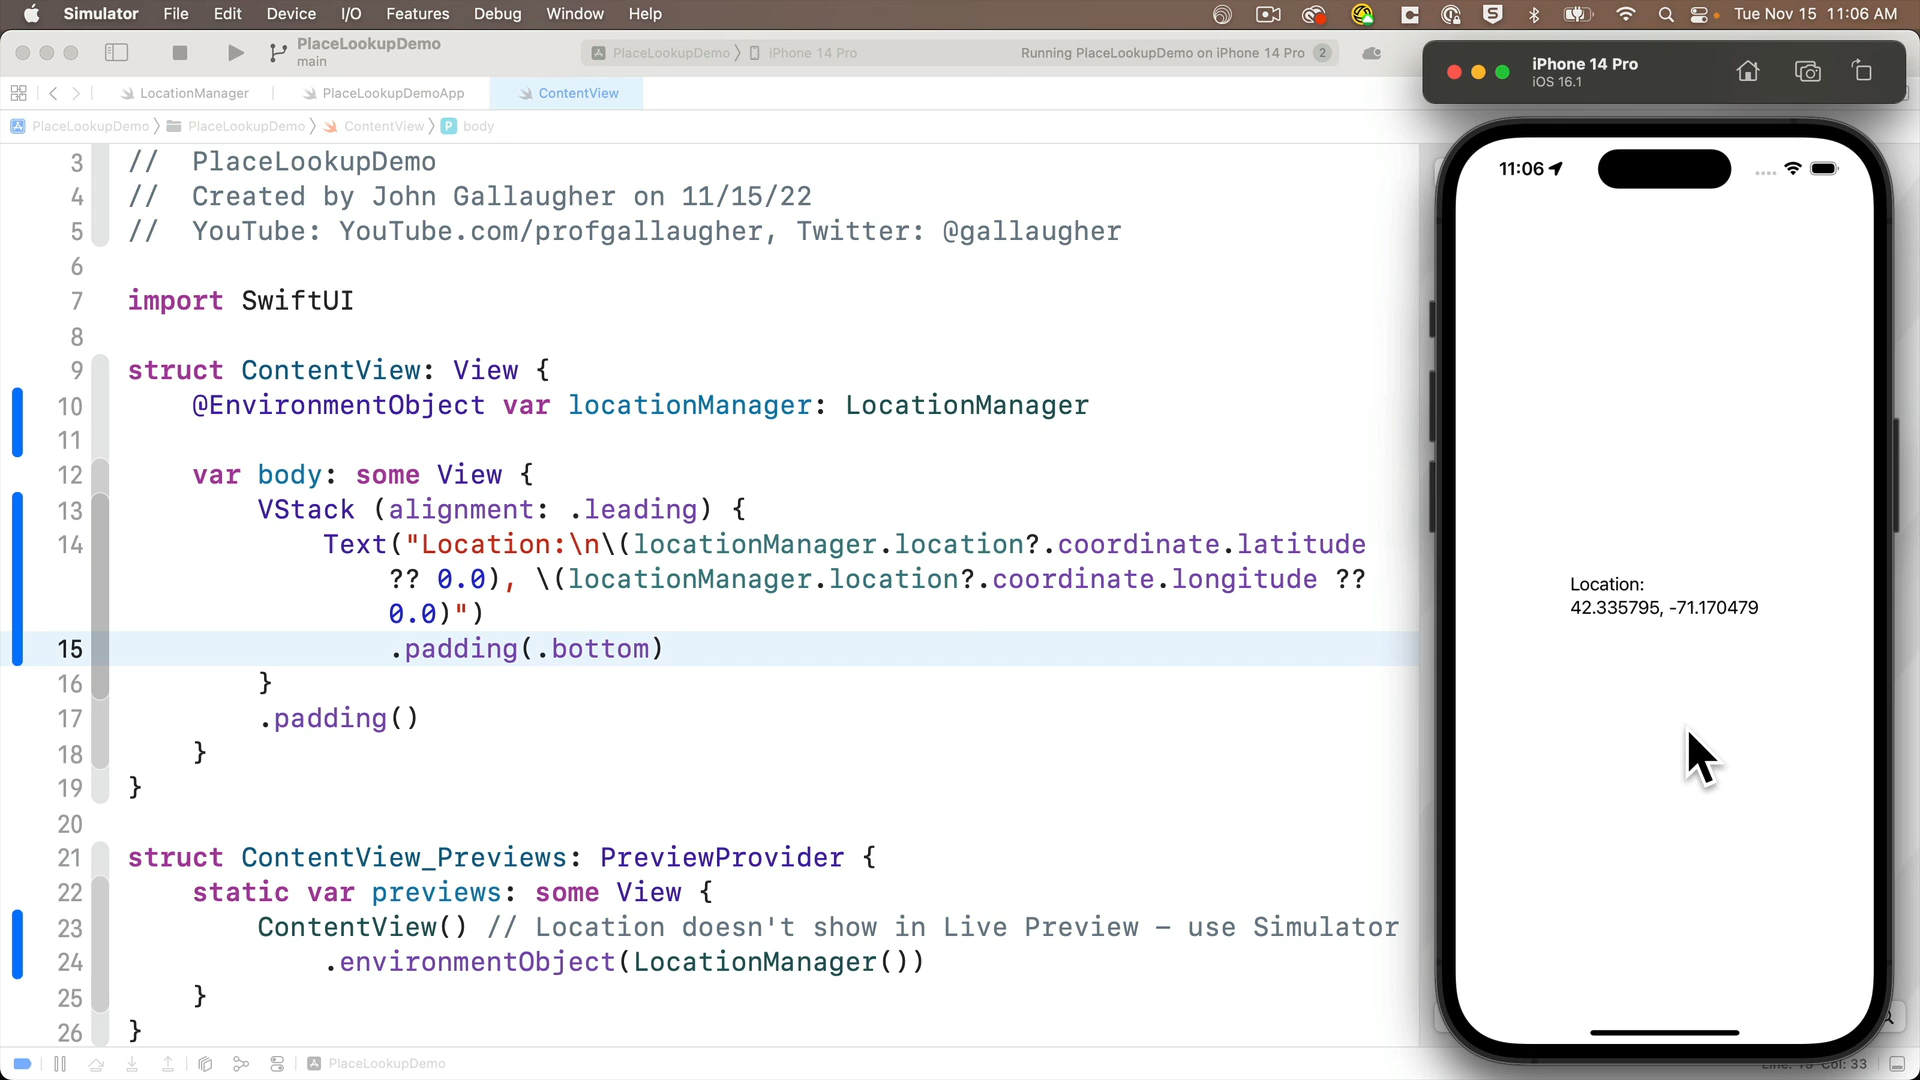 Simulator File Edit Device I/O Features Debug Window Help Tue Nov 15 11:06 AM
PlaceLookupDemo
main
PlaceLookupDemo iPhone 14 Pro Running PlaceLookupDemo on iPhone 14 Pro 2
LocationManager PlaceLookupDemoApp ContentView
PlaceLookupDemo PlaceLookupDemo ContentView P body
3 // PlaceLookupDemo
4 // Created by John Gallaugher on 11/15/22
5 // YouTube: YouTube.com/profgallaugher, Twitter: @gallaugher
6
7 import SwiftUI
8
9 struct ContentView: View {
10 @EnvironmentObject var locationManager: LocationManager
11
12 var body: some View {
13 VStack (alignment: .leading) {
14 Text("Location:\n\(locationManager.location?.coordinate.latitude
?? 0.0), \(locationManager.location?.coordinate.longitude ??
0.0)")
15 .padding(.bottom)
16 }
17 .padding()
18 }
19 }
20
21 struct ContentView_Previews: PreviewProvider {
22 static var previews: some View {
23 ContentView() // Location doesn't show in Live Preview – use Simulator
24 .environmentObject(LocationManager())
25 }
26 }
PlaceLookupDemo
iPhone 14 Pro
iOS 16.1
11:06
Location:
42.335795, -71.170479
Col: 33